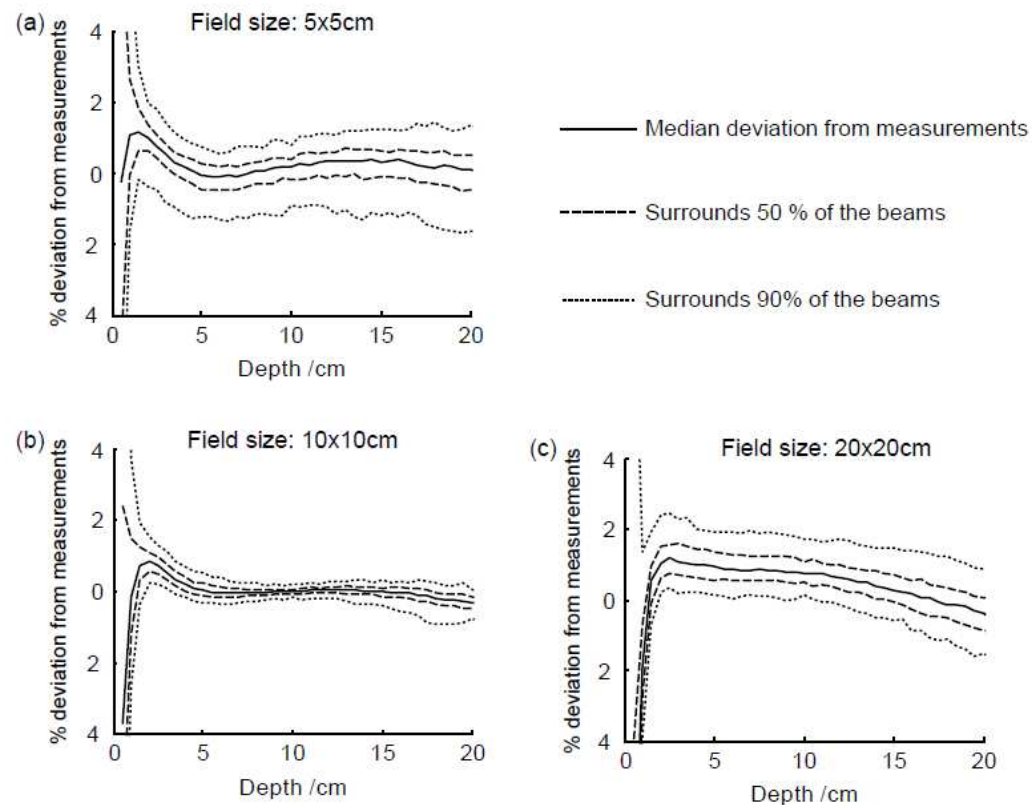 (a) Field size: 5x5cm
% deviation from measurements
4
2
0
2
4
0 5 10 15 20
Depth /cm
Median deviation from measurements
Surrounds 50 % of the beams
Surrounds 90% of the beams
(b) Field size: 10x10cm
% deviation from measurements
4
2
0
2
4
0 5 10 15 20
Depth /cm
(c) Field size: 20x20cm
% deviation from measurements
4
2
0
2
4
0 5 10 15 20
Depth /cm